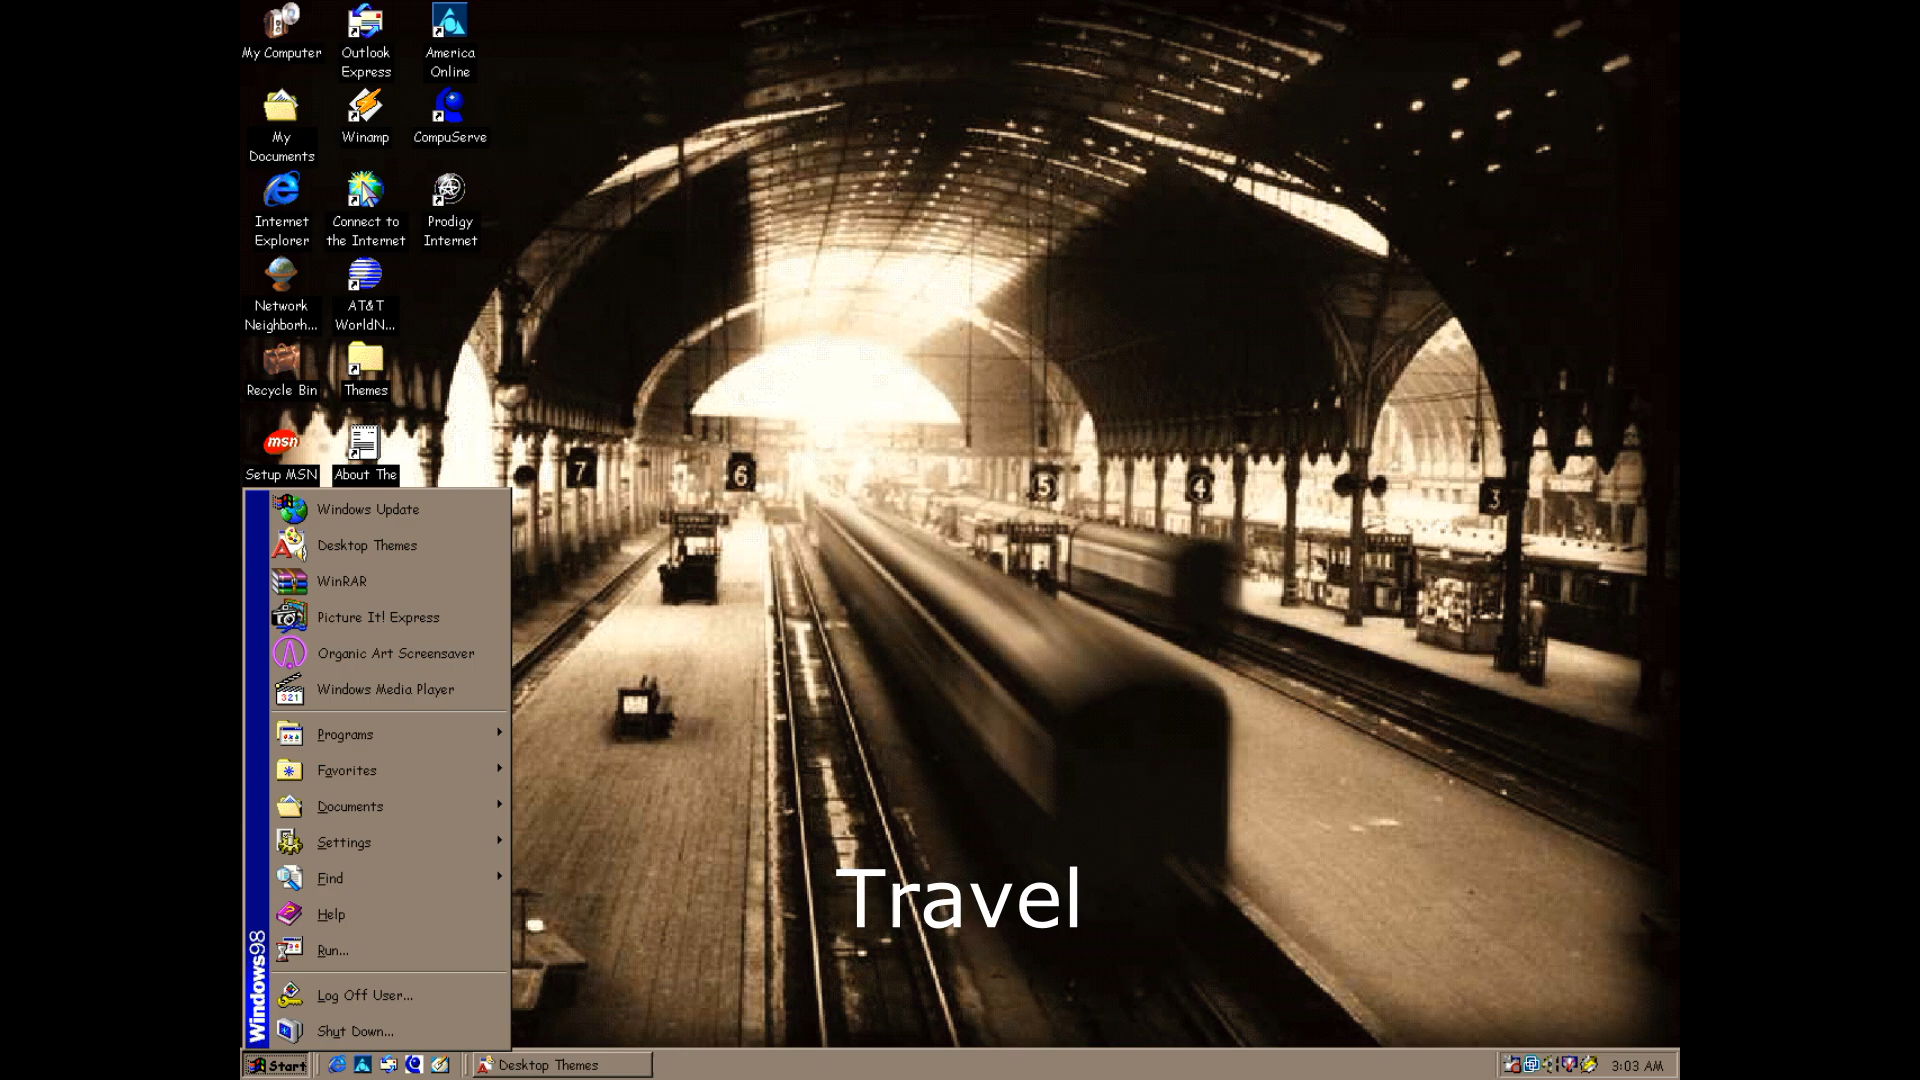 My Computer
Outlook
Express
America
Online
My
Documents
Winamp
CompuServe
Internet
Explorer
Connect to
the Internet
Prodigy
Internet
Network
Neighborh...
AT&T
WorldN...
Recycle Bin
Themes
msn
Setup MSN
About The
7
6
5
4
3
Windows Update
Desktop Themes
WinRAR
Picture It! Express
Organic Art Screensaver
321
Windows Media Player
Programs
Favorites
Documents
Settings
Find
Help
Run...
Log Off User...
Shut Down...
Windows98
Travel
Start
Desktop Themes
3:03 AM